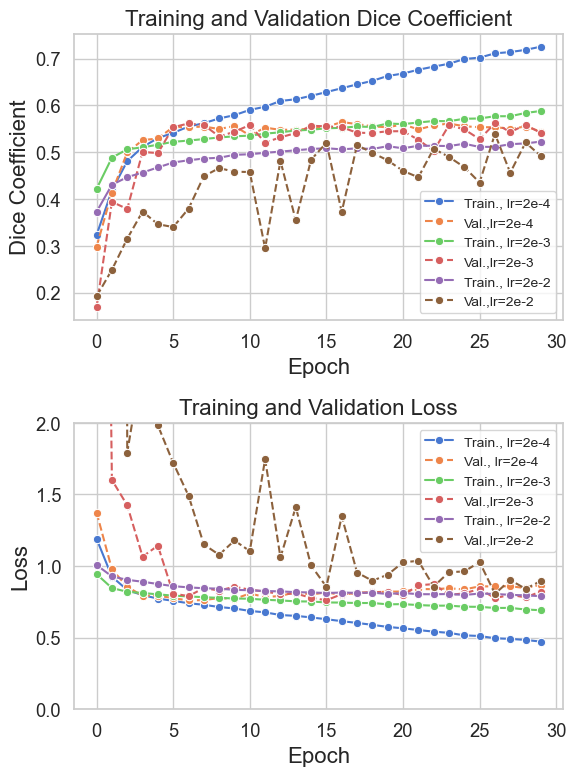 Training and Validation Dice Coefficient
Dice Coefficient
0.7
0.6
0.5
0.4
0.3
0.2
Train., lr=2e-4
Val.,lr=2e-4
Train., lr=2e-3
Val.,lr=2e-3
Train., lr=2e-2
Val.,lr=2e-2
0 5 10 15 20 25 30
Epoch
Training and Validation Loss
Loss
2.0
1.5
1.0
0.5
0.0
Train., lr=2e-4
Val., lr=2e-4
Train., lr=2e-3
Val.,lr=2e-3
Train., lr=2e-2
Val.,lr=2e-2
0 5 10 15 20 25 30
Epoch